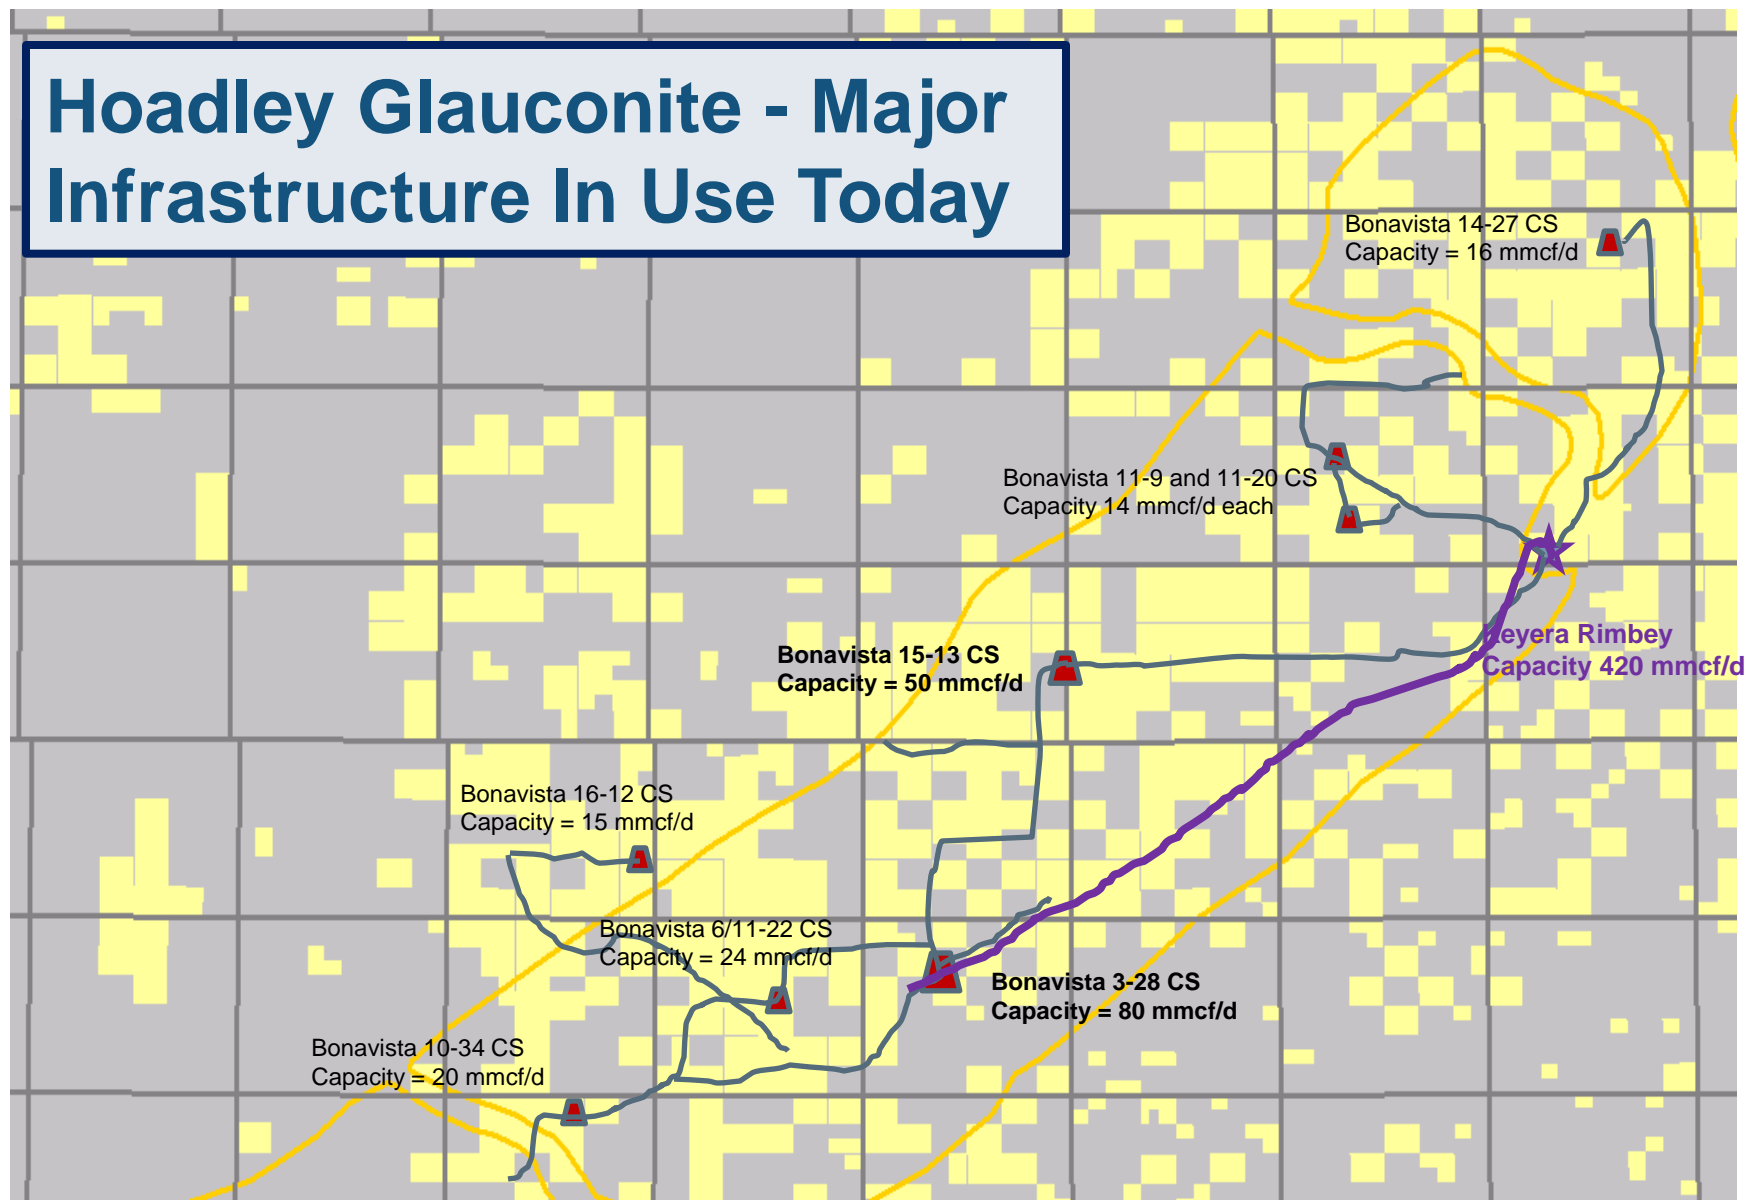 Hoadley Glauconite - Major
Infrastructure In Use Today
Bonavista 14-27 CS
Capacity = 16 mmcf/d
Bonavista 11-9 and 11-20 CS
Capacity 14 mmcf/d each
Keyera Rimbey
Capacity 420 mmcf/d
Bonavista 15-13 CS
Capacity = 50 mmcf/d
Bonavista 16-12 CS
Capacity = 15 mmcf/d
Bonavista 6/11-22 CS
Capacity = 24 mmcf/d
Bonavista 3-28 CS
Capacity = 80 mmcf/d
Bonavista 10-34 CS
Capacity = 20 mmcf/d